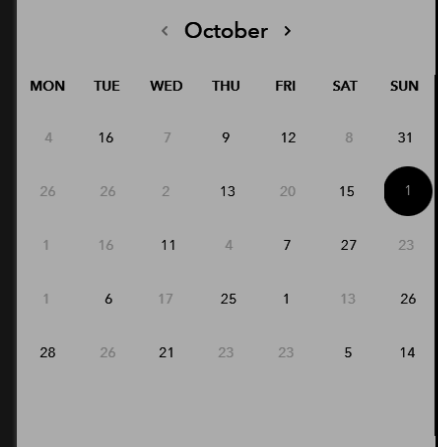 ‹ October ›
MON TUE WED THU FRI SAT SUN
4 16 7 9 12 8 31
26 26 2 13 20 15 1
1 16 11 4 7 27 23
1 6 17 25 1 13 26
28 26 21 23 23 5 14